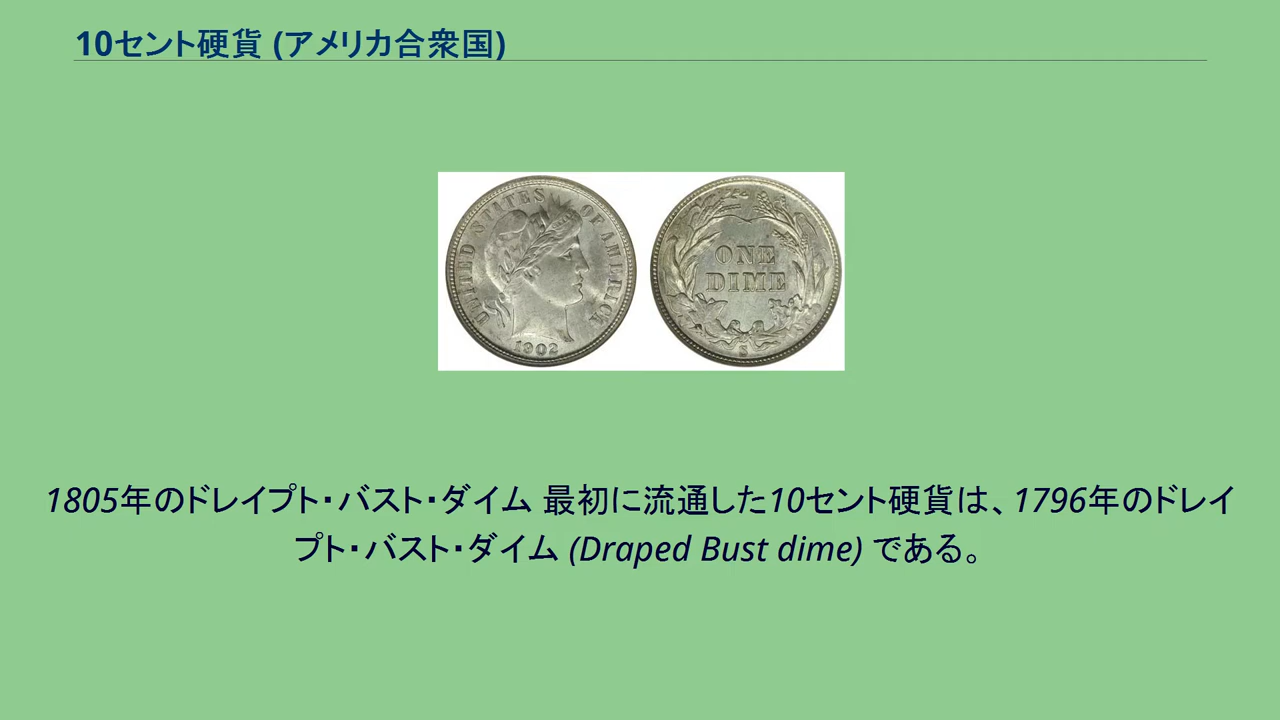 10セント硬貨 (アメリカ合衆国)
UNITED STATES OF AMERICA
1902
ONE
DIME
S
1805年のドレイプト・バスト・ダイム 最初に流通した10セント硬貨は、1796年のドレイ
プト・バスト・ダイム (Draped Bust dime) である。